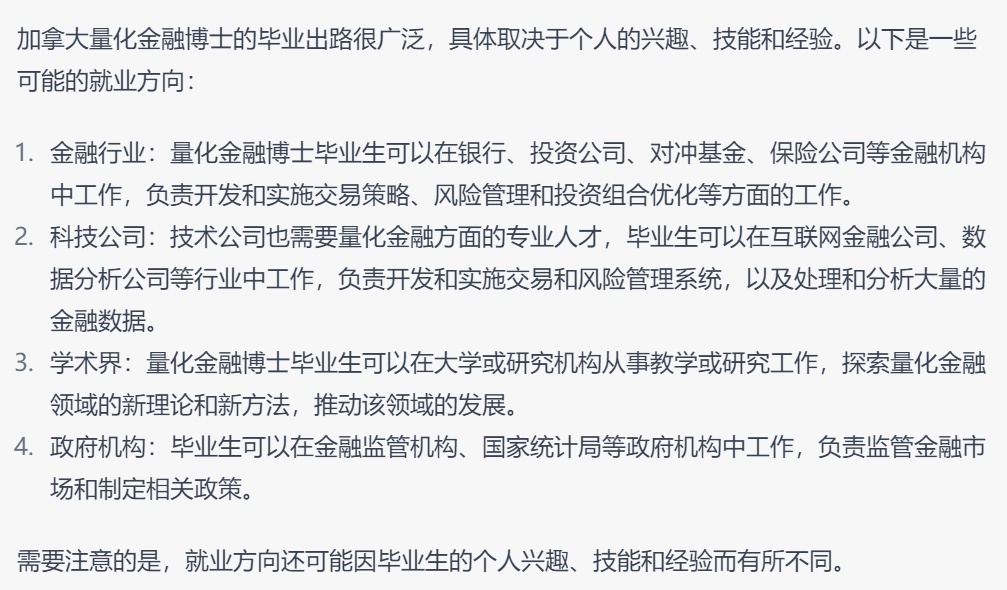 加拿大量化金融博士的毕业出路很广泛，具体取决于个人的兴趣、技能和经验。以下是一些
可能的就业方向：
1. 金融行业：量化金融博士毕业生可以在银行、投资公司、对冲基金、保险公司等金融机构
中工作，负责开发和实施交易策略、风险管理和投资组合优化等方面的工作。
2. 科技公司：技术公司也需要量化金融方面的专业人才，毕业生可以在互联网金融公司、数
据分析公司等行业中工作，负责开发和实施交易和风险管理系统，以及处理和分析大量的
金融数据。
3. 学术界：量化金融博士毕业生可以在大学或研究机构从事教学或研究工作，探索量化金融
领域的新理论和新方法，推动该领域的发展。
4. 政府机构：毕业生可以在金融监管机构、国家统计局等政府机构中工作，负责监管金融市
场和制定相关政策。
需要注意的是，就业方向还可能因毕业生的个人兴趣、技能和经验而有所不同。